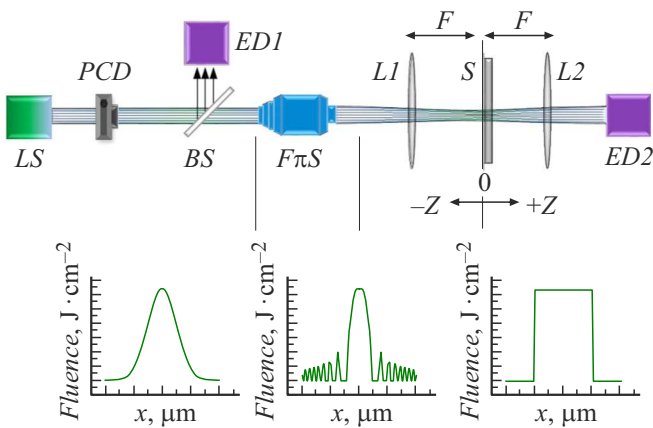 F F
ED1
PCD L1 S L2
LS BS FπS ED2
0
–Z +Z
Fluence, J · cm⁻² Fluence, J · cm⁻² Fluence, J · cm⁻²
x, μm x, μm x, μm